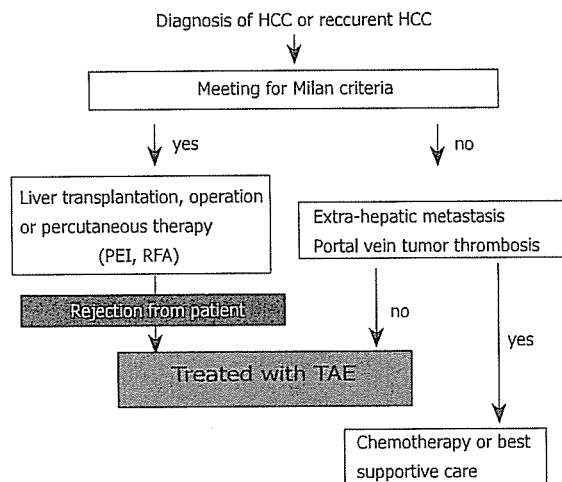 Diagnosis of HCC or reccurent HCC
Meeting for Milan criteria
yes
no
Liver transplantation, operation
or percutaneous therapy
(PEI, RFA)
Extra-hepatic metastasis
Portal vein tumor thrombosis
Rejection from patient
no
yes
Treated with TAE
Chemotherapy or best
supportive care